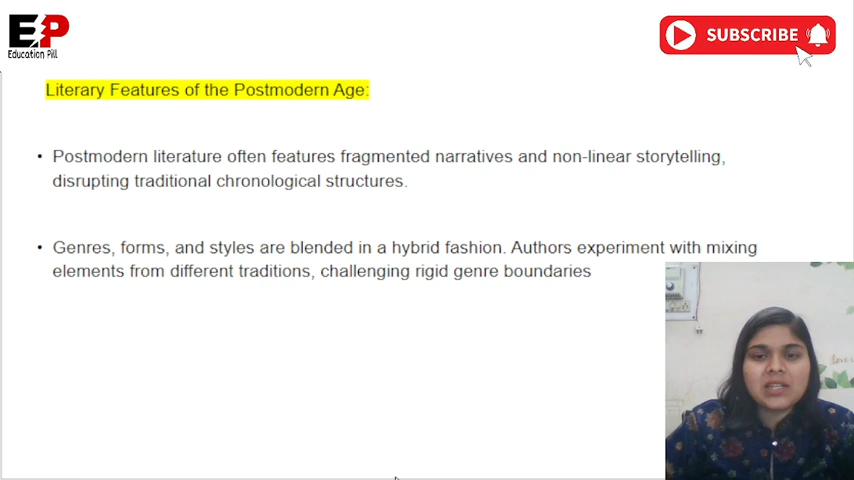 EP
Education Pill
SUBSCRIBE
Literary Features of the Postmodern Age:
• Postmodern literature often features fragmented narratives and non-linear storytelling,
disrupting traditional chronological structures.
• Genres, forms, and styles are blended in a hybrid fashion. Authors experiment with mixing
elements from different traditions, challenging rigid genre boundaries